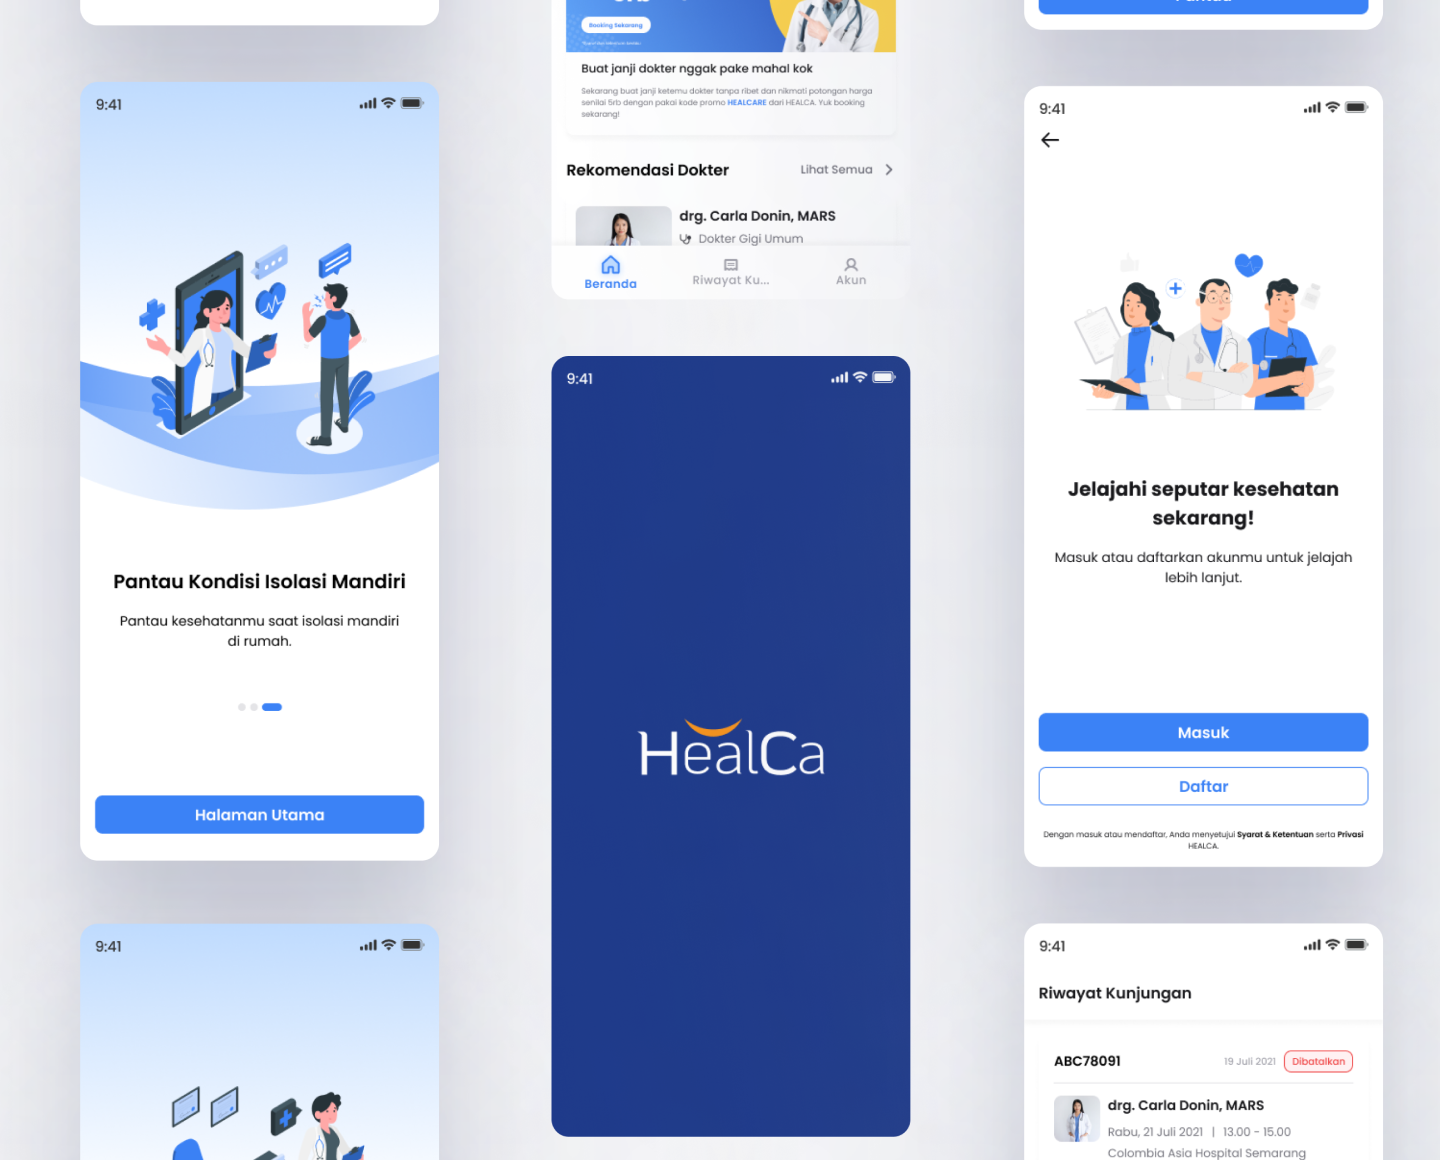 9:41
Pantau Kondisi Isolasi Mandiri
Pantau kesehatanmu saat isolasi mandiri
di rumah.
Halaman Utama
9:41
Booking Sekarang
Buat janji dokter nggak pake mahal kok
Sekarang buat janji ketemu dokter tanpa ribet dan nikmati potongan harga
senilai 5rb dengan pakai kode promo HEALCARE dari HEALCA. Yuk booking
sekarang!
Rekomendasi Dokter
Lihat Semua
drg. Carla Donin, MARS
Dokter Gigi Umum
Beranda
Riwayat Ku...
Akun
9:41
HealCa
9:41
Jelajahi seputar kesehatan
sekarang!
Masuk atau daftarkan akunmu untuk jelajah
lebih lanjut.
Masuk
Daftar
Dengan masuk atau mendaftar, Anda menyetujui Syarat & Ketentuan serta Privasi
HEALCA.
9:41
Riwayat Kunjungan
ABC78091
19 Juli 2021
Dibatalkan
drg. Carla Donin, MARS
Rabu, 21 Juli 2021 | 13.00 - 15.00
Colombia Asia Hospital Semarang